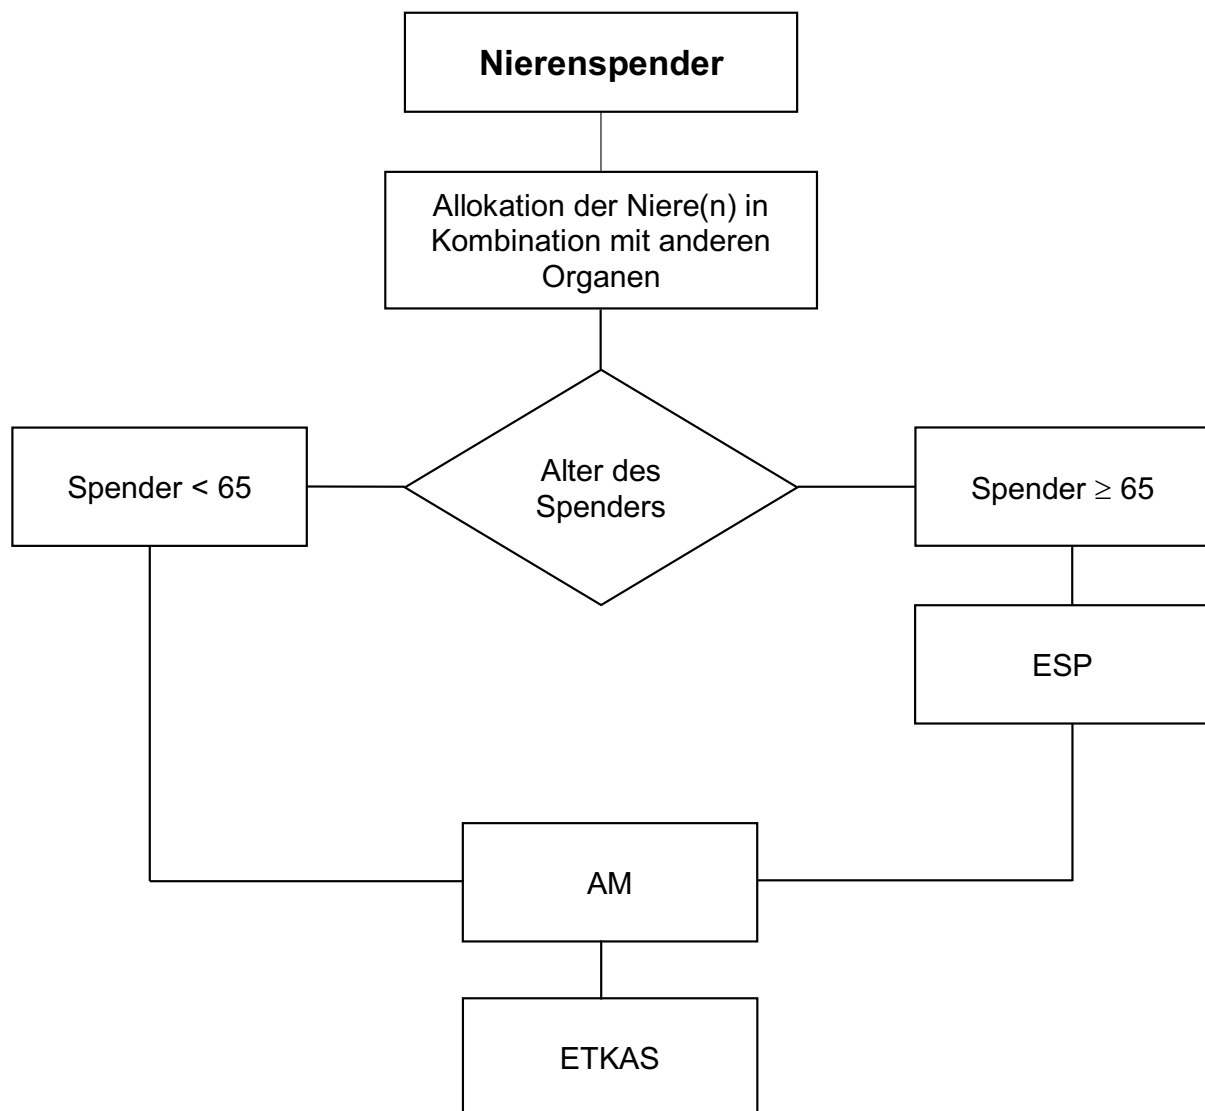 Nierenspender
Allokation der Niere(n) in
Kombination mit anderen
Organen
Alter des
Spenders
Spender < 65
Spender ≥ 65
ESP
AM
ETKAS